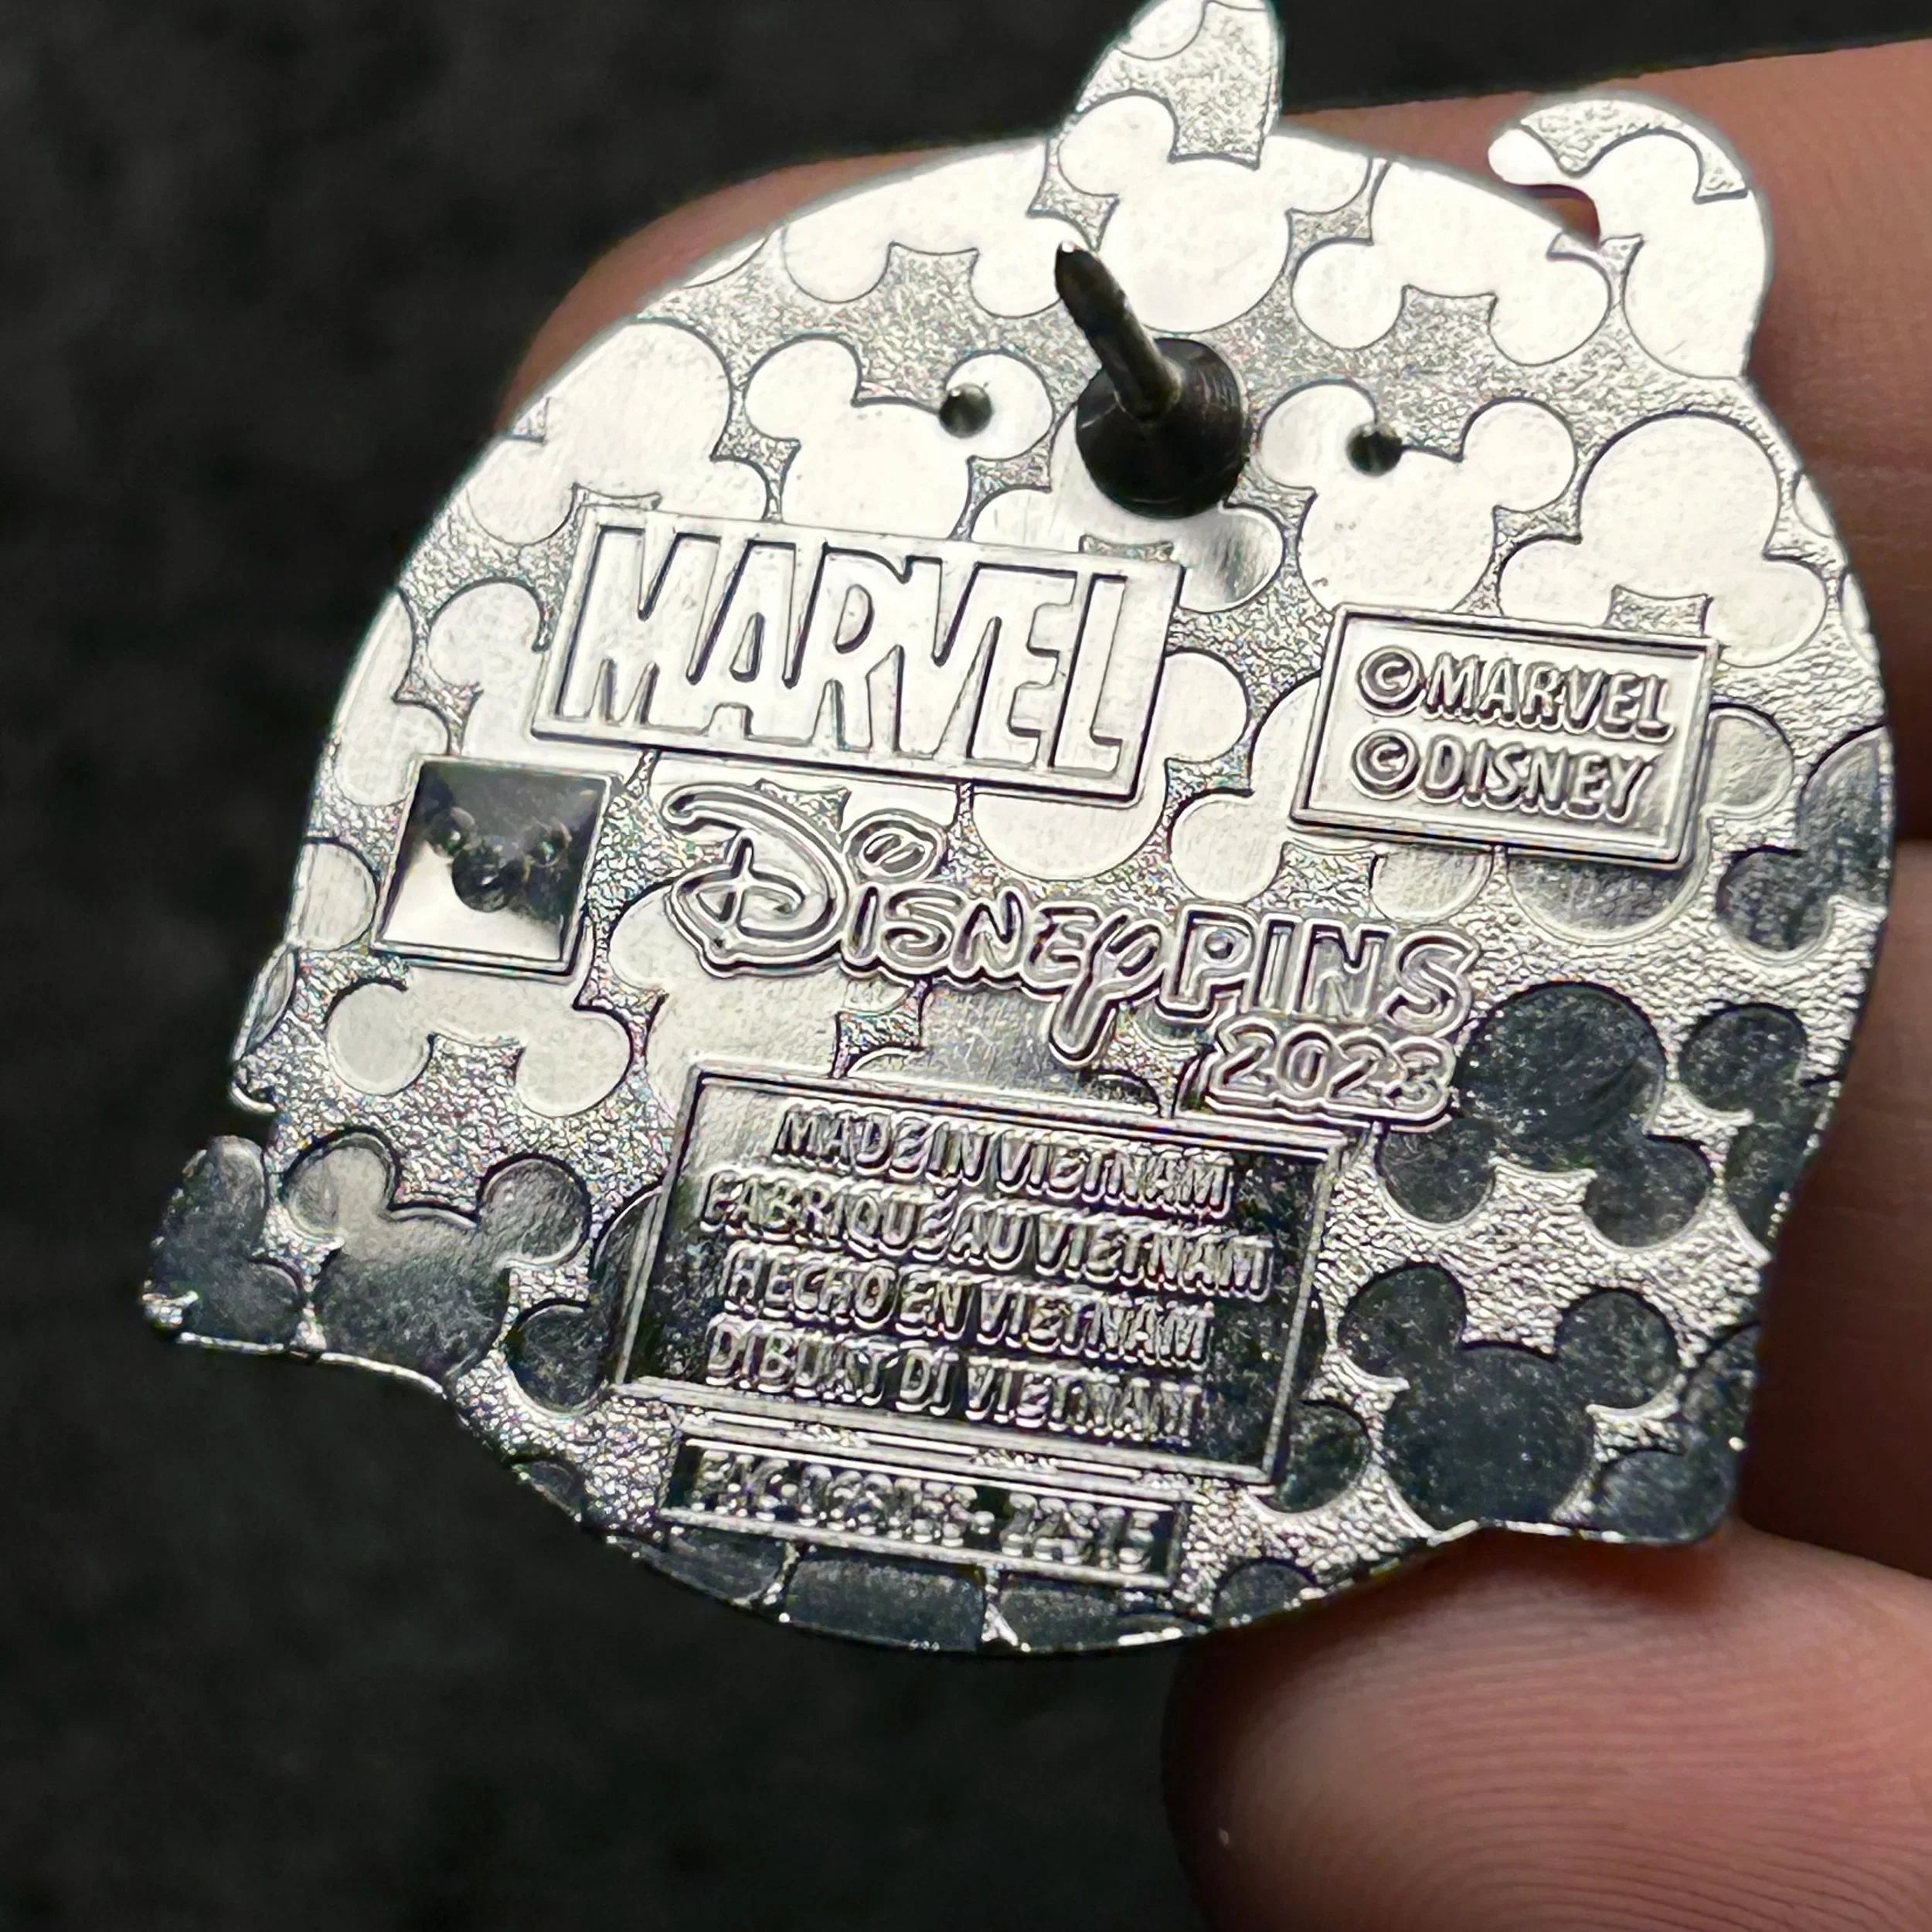 MARVEL
©MARVEL
©DISNEY
DisneyPINS
2023
MADE IN VIETNAM
FABRIQUÉ AU VIETNAM
HECHO EN VIETNAM
DIBUAT DI VIETNAM